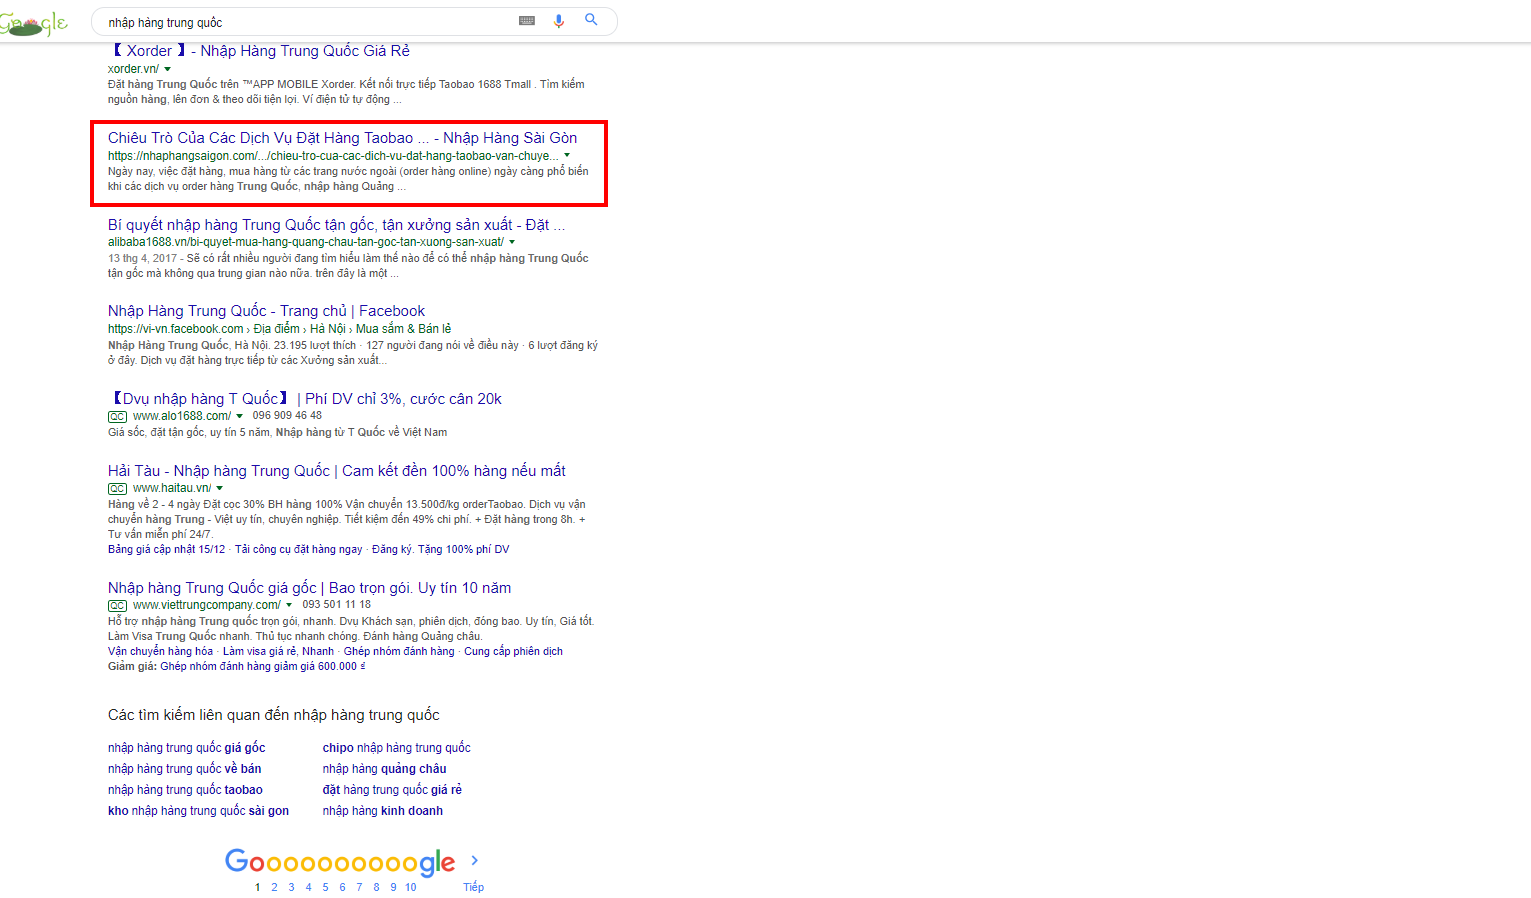 Google
nhập hàng trung quốc
【 Xorder 】 - Nhập Hàng Trung Quốc Giá Rẻ
xorder.vn/
Đặt hàng Trung Quốc trên ™APP MOBILE Xorder. Kết nối trực tiếp Taobao 1688 Tmall . Tìm kiếm
nguồn hàng, lên đơn & theo dõi tiện lợi. Ví điện tử tự động ...
Chiêu Trò Của Các Dịch Vụ Đặt Hàng Taobao ... - Nhập Hàng Sài Gòn
https://nhaphangsaigon.com/.../chieu-tro-cua-cac-dich-vu-dat-hang-taobao-van-chuye...
Ngày nay, việc đặt hàng, mua hàng từ các trang nước ngoài (order hàng online) ngày càng phổ biến
khi các dịch vụ order hàng Trung Quốc, nhập hàng Quảng ...
Bí quyết nhập hàng Trung Quốc tận gốc, tận xưởng sản xuất - Đặt ...
alibaba1688.vn/bi-quyet-mua-hang-quang-chau-tan-goc-tan-xuong-san-xuat/
13 thg 4, 2017 - Sẽ có rất nhiều người đang tìm hiểu làm thế nào để có thể nhập hàng Trung Quốc
tận gốc mà không qua trung gian nào nữa. trên đây là một ...
Nhập Hàng Trung Quốc - Trang chủ | Facebook
https://vi-vn.facebook.com › Địa điểm › Hà Nội › Mua sắm & Bán lẻ
Nhập Hàng Trung Quốc, Hà Nội. 23.195 lượt thích · 127 người đang nói về điều này · 6 lượt đăng ký
ở đây. Dịch vụ đặt hàng trực tiếp từ các Xưởng sản xuất...
【Dvụ nhập hàng T Quốc】 | Phí DV chỉ 3%, cước cân 20k
QC www.alo1688.com/ 096 909 46 48
Giá sốc, đặt tận gốc, uy tín 5 năm, Nhập hàng từ T Quốc về Việt Nam
Hải Tàu - Nhập hàng Trung Quốc | Cam kết đền 100% hàng nếu mất
QC www.haitau.vn/
Hàng về 2 - 4 ngày Đặt cọc 30% BH hàng 100% Vận chuyển 13.500đ/kg orderTaobao. Dịch vụ vận
chuyển hàng Trung - Việt uy tín, chuyên nghiệp. Tiết kiệm đến 49% chi phí. + Đặt hàng trong 8h. +
Tư vấn miễn phí 24/7.
Bảng giá cập nhật 15/12 · Tải công cụ đặt hàng ngay · Đăng ký. Tặng 100% phí DV
Nhập hàng Trung Quốc giá gốc | Bao trọn gói. Uy tín 10 năm
QC www.viettrungcompany.com/ 093 501 11 18
Hỗ trợ nhập hàng Trung quốc trọn gói, nhanh. Dvụ Khách sạn, phiên dịch, đóng bao. Uy tín, Giá tốt.
Làm Visa Trung Quốc nhanh. Thủ tục nhanh chóng. Đánh hàng Quảng châu.
Vận chuyển hàng hóa · Làm visa giá rẻ, Nhanh · Ghép nhóm đánh hàng · Cung cấp phiên dịch
Giảm giá: Ghép nhóm đánh hàng giảm giá 600.000 ₫
Các tìm kiếm liên quan đến nhập hàng trung quốc
nhập hàng trung quốc giá gốc
chipo nhập hàng trung quốc
nhập hàng trung quốc về bán
nhập hàng quảng châu
nhập hàng trung quốc taobao
đặt hàng trung quốc giá rẻ
kho nhập hàng trung quốc sài gon
nhập hàng kinh doanh
Goooooooooogle
1 2 3 4 5 6 7 8 9 10 Tiếp